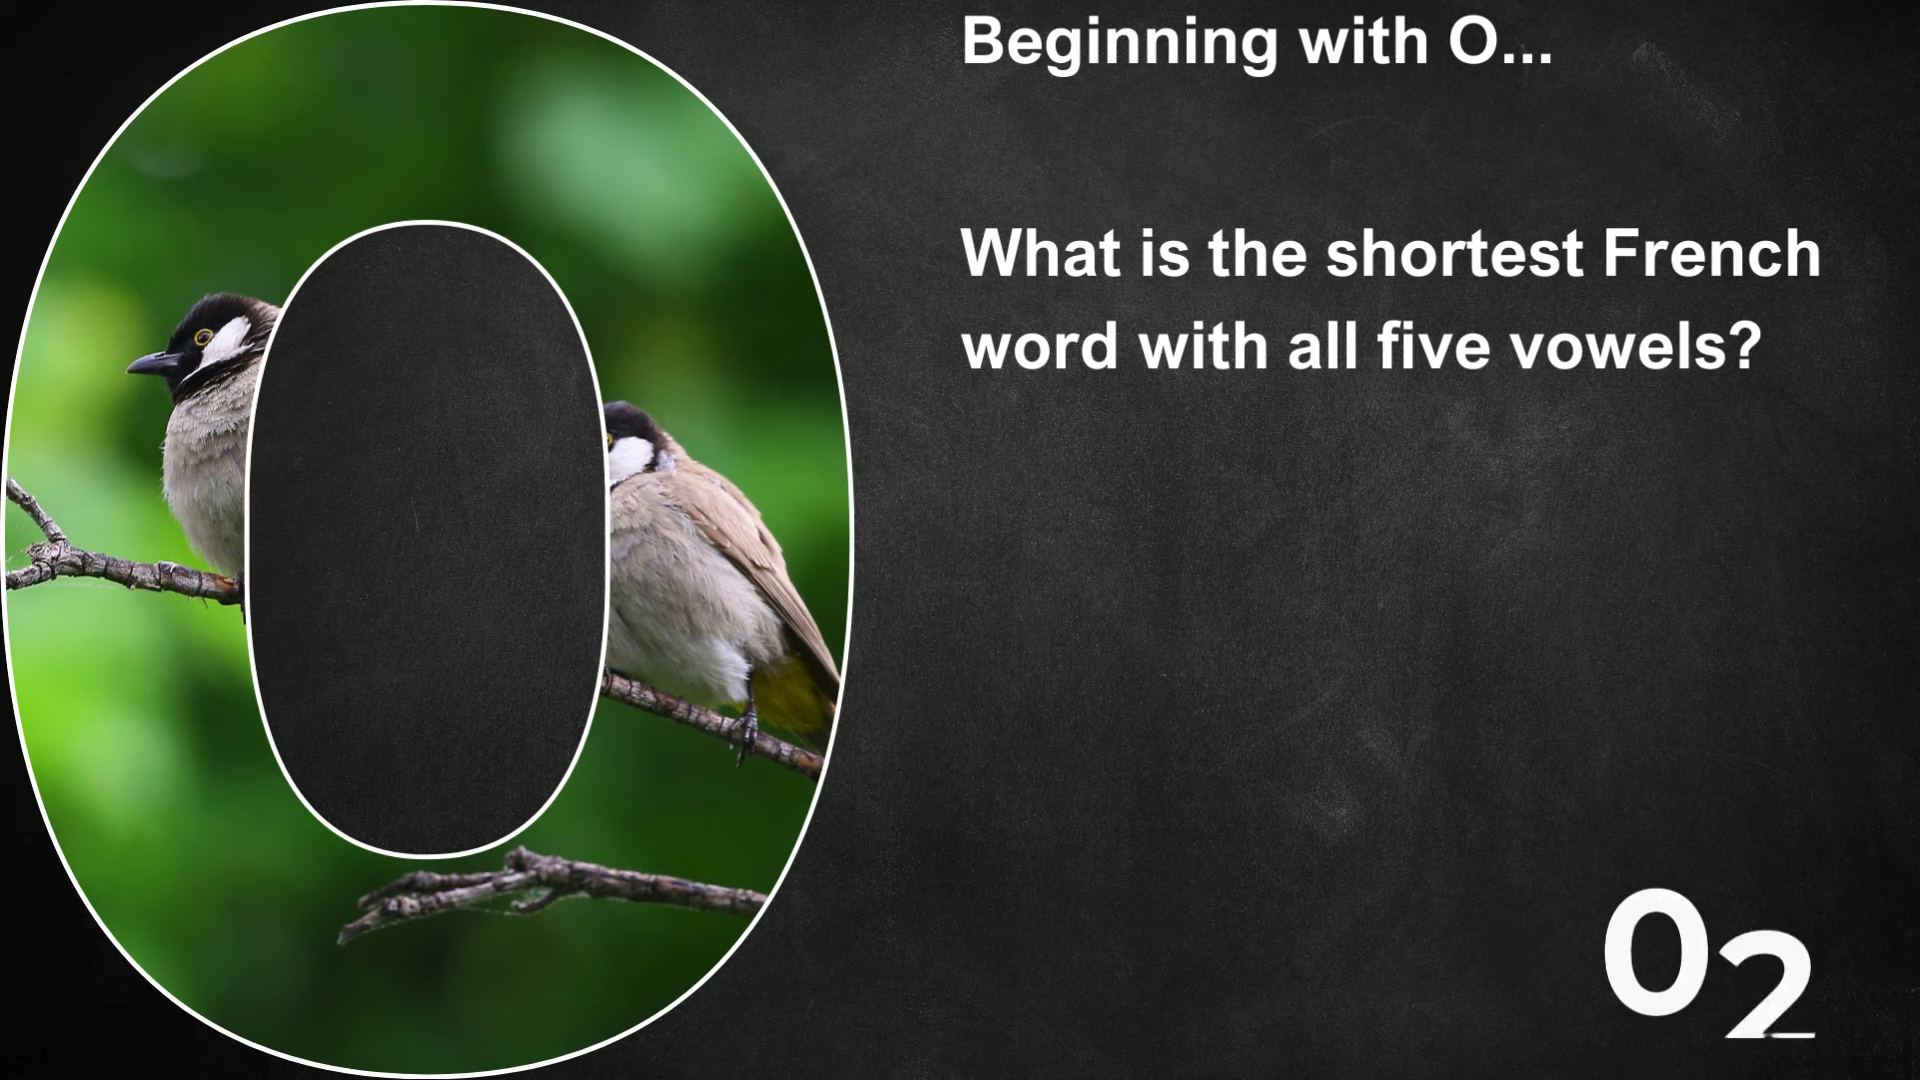 Beginning with O...
What is the shortest French
word with all five vowels?
02